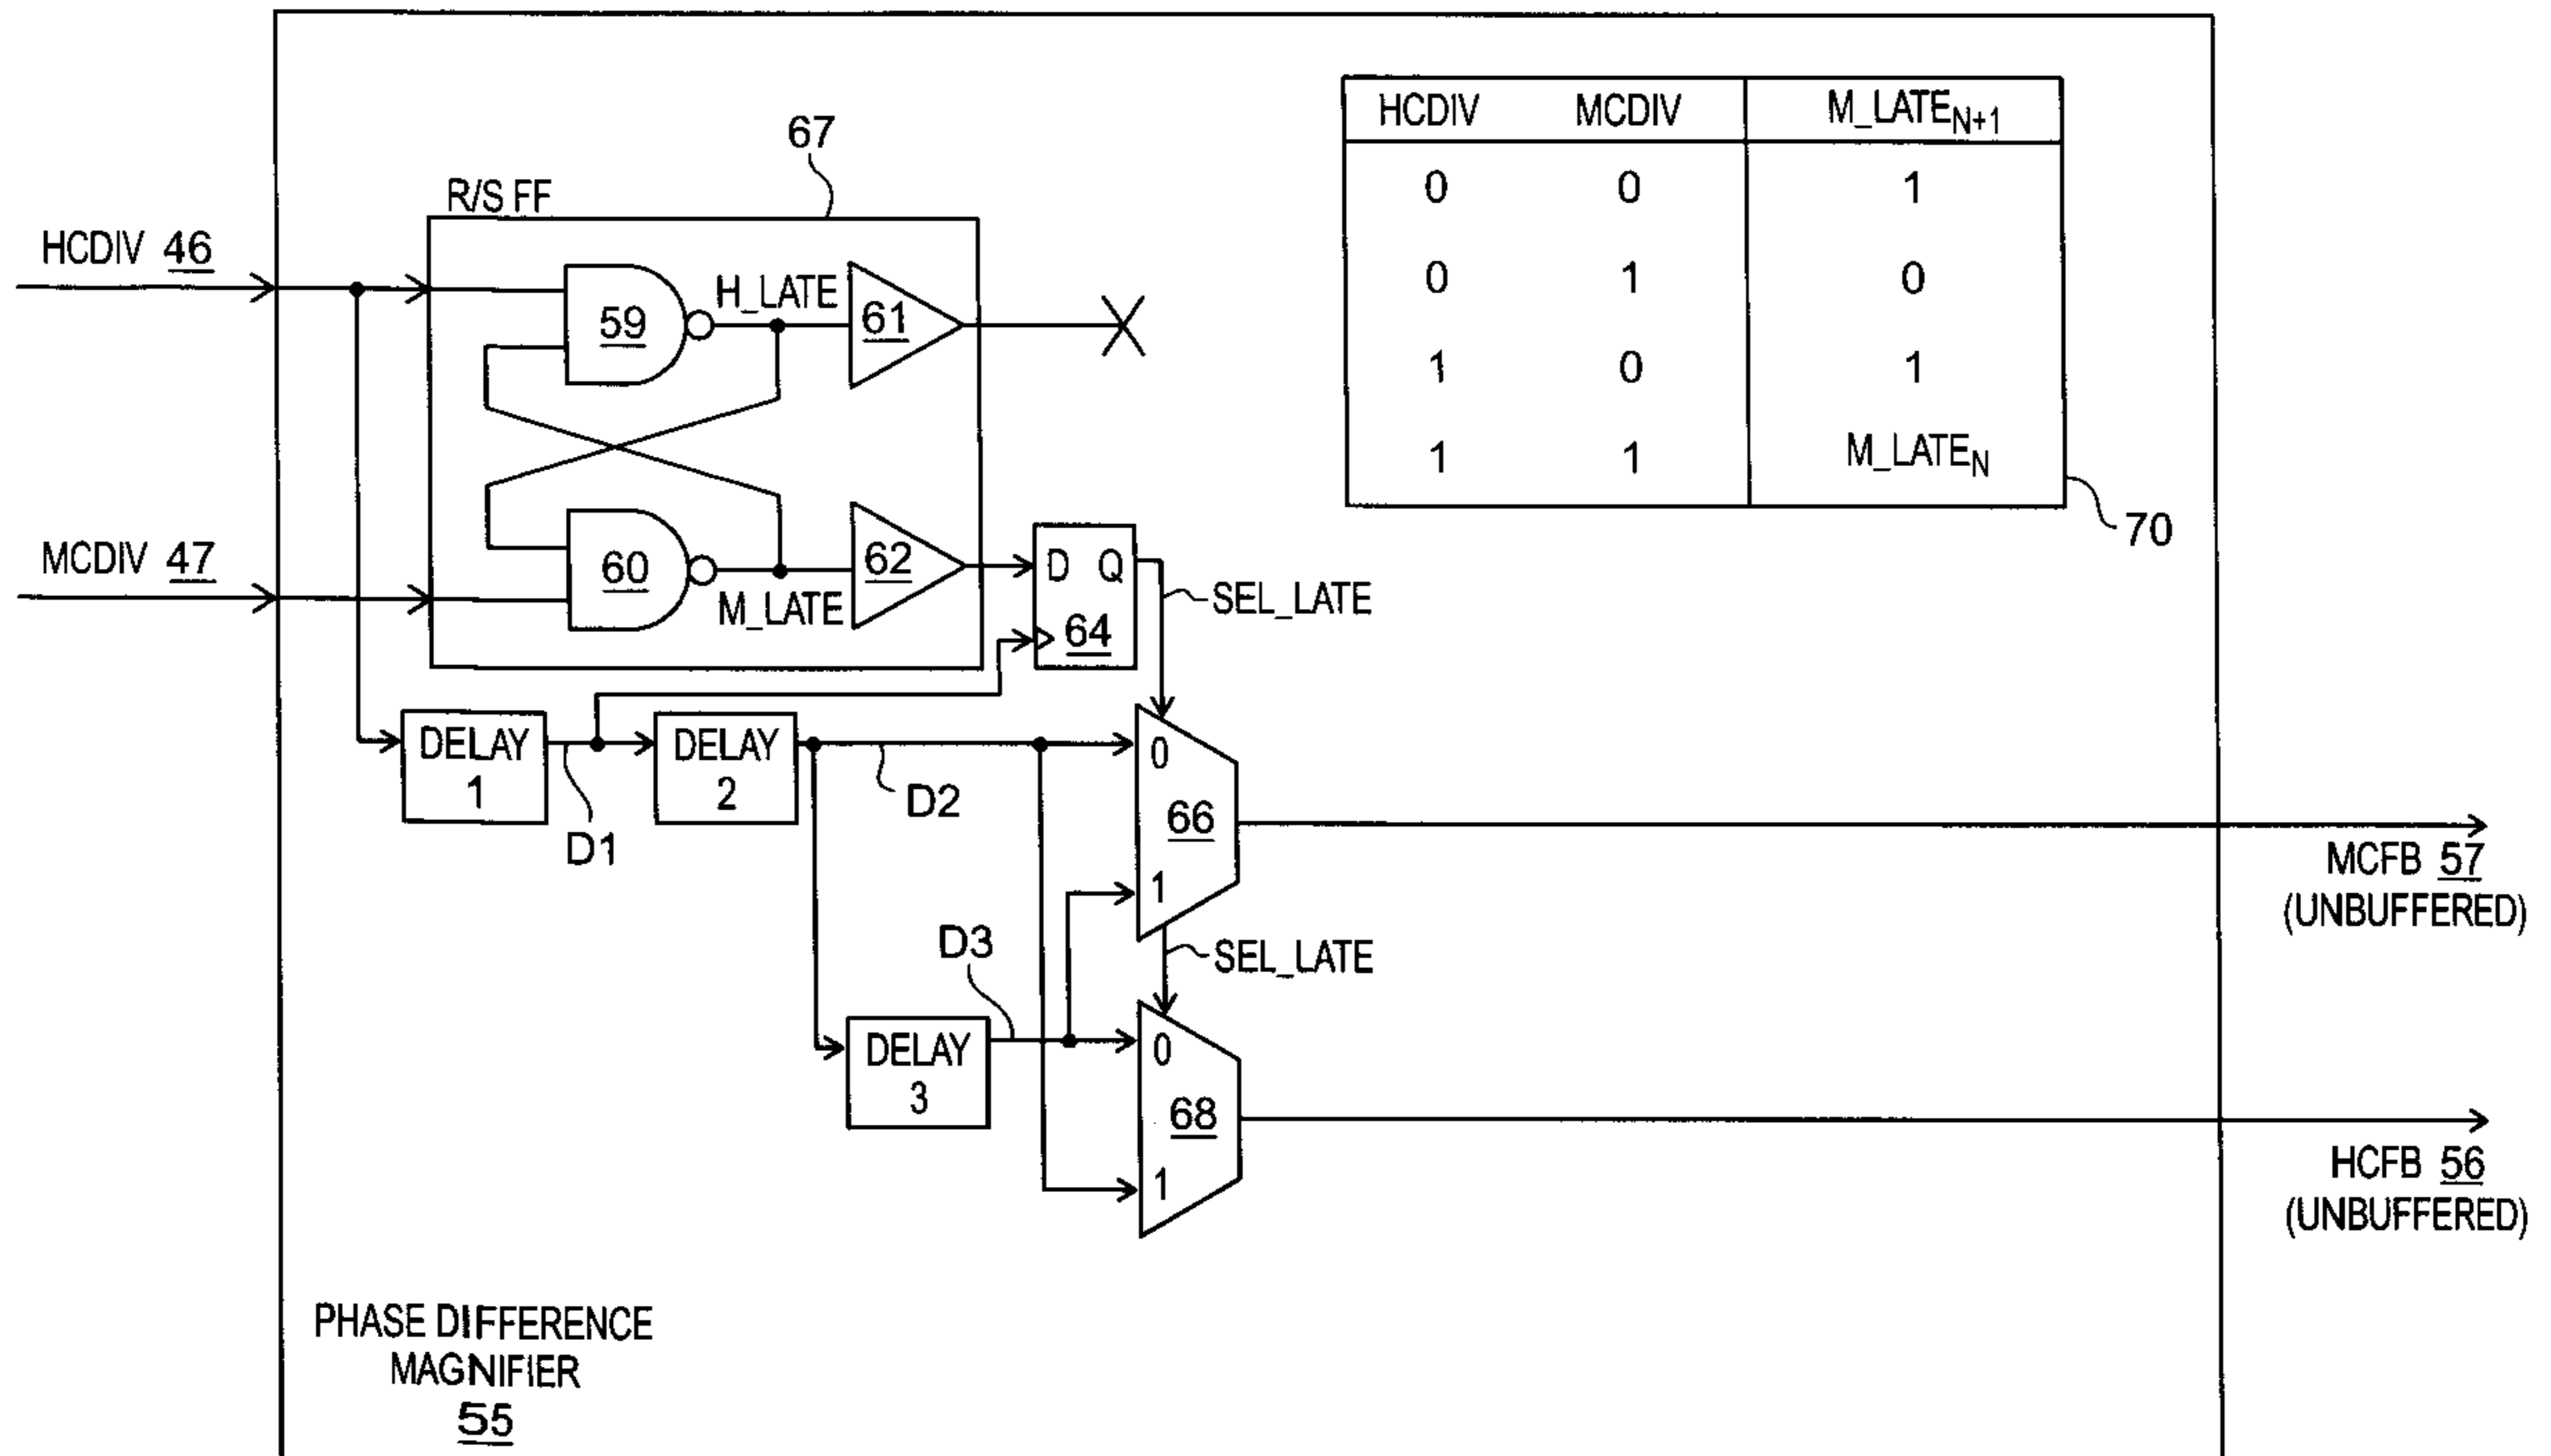 HCDIV MCDIV M_LATE_N+1
0 0 1
0 1 0
1 0 1
1 1 M_LATE_N
70
67
R/S FF
HCDIV 46
59
H_LATE
61
MCDIV 47
60
M_LATE
62
D Q
64
SEL_LATE
DELAY
1
D1
DELAY
2
D2
0
66
1
MCFB 57
(UNBUFFERED)
SEL_LATE
D3
DELAY
3
0
68
1
HCFB 56
(UNBUFFERED)
PHASE DIFFERENCE
MAGNIFIER
55